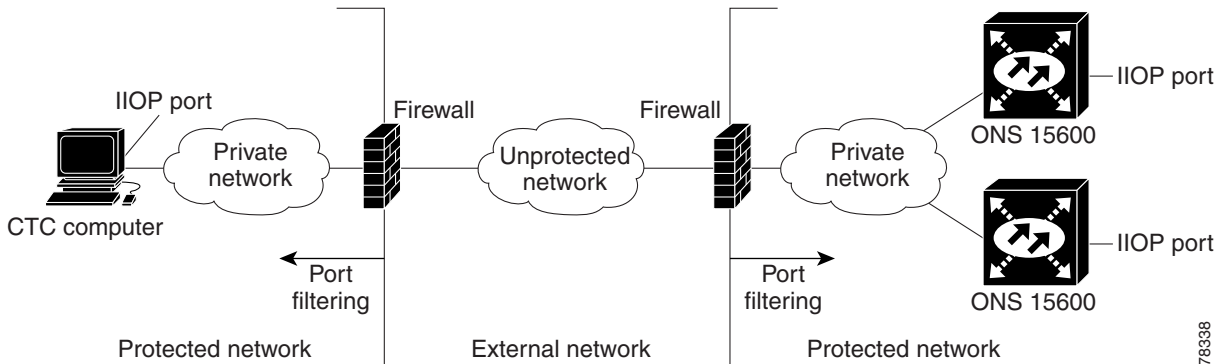 IIOP port
Firewall
Firewall
IIOP port
ONS 15600
Private
network
Unprotected
network
Private
network
CTC computer
IIOP port
ONS 15600
Port
filtering
Port
filtering
Protected network
External network
Protected network
78338